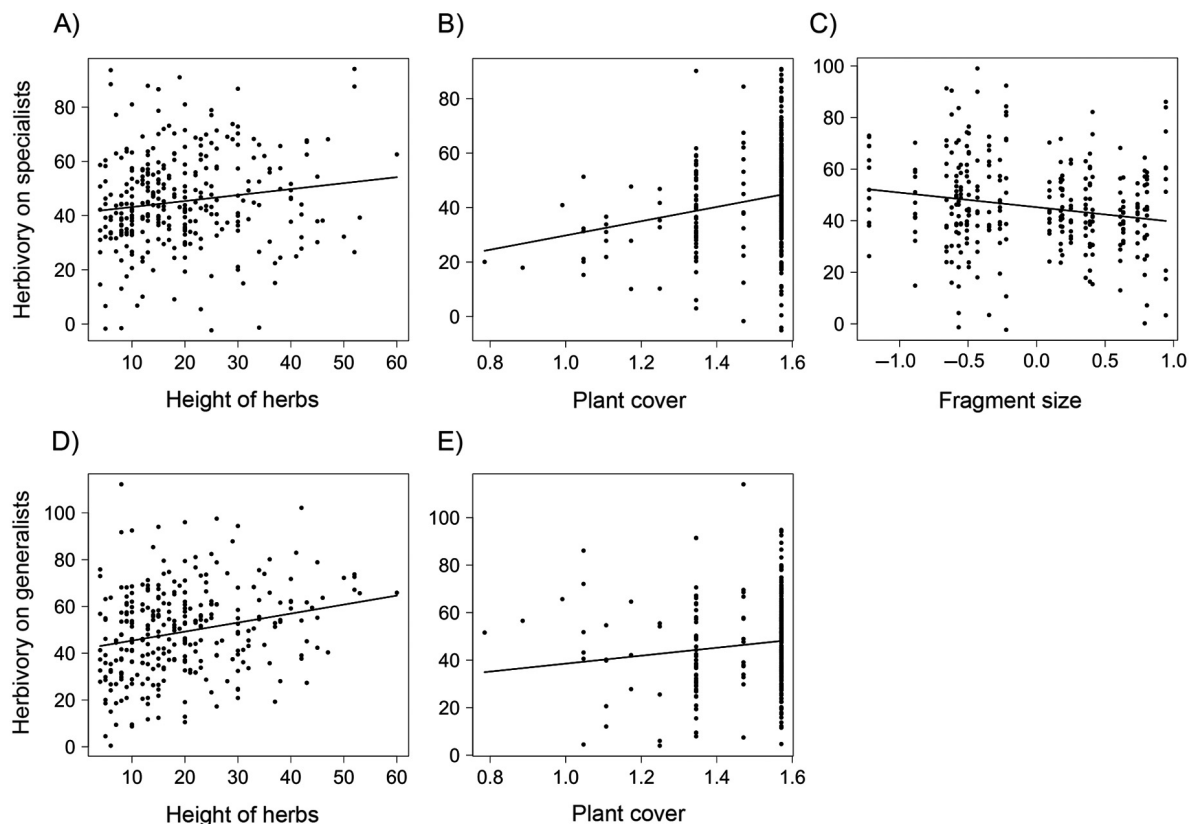 A)
B)
C)
Herbivory on specialists
80
60
40
20
0
10 20 30 40 50 60
Height of herbs
80
60
40
20
0
0.8 1.0 1.2 1.4 1.6
Plant cover
100
80
60
40
20
0
−1.0 −0.5 0.0 0.5 1.0
Fragment size
D)
E)
Herbivory on generalists
100
80
60
40
20
0
10 20 30 40 50 60
Height of herbs
100
80
60
40
20
0
0.8 1.0 1.2 1.4 1.6
Plant cover